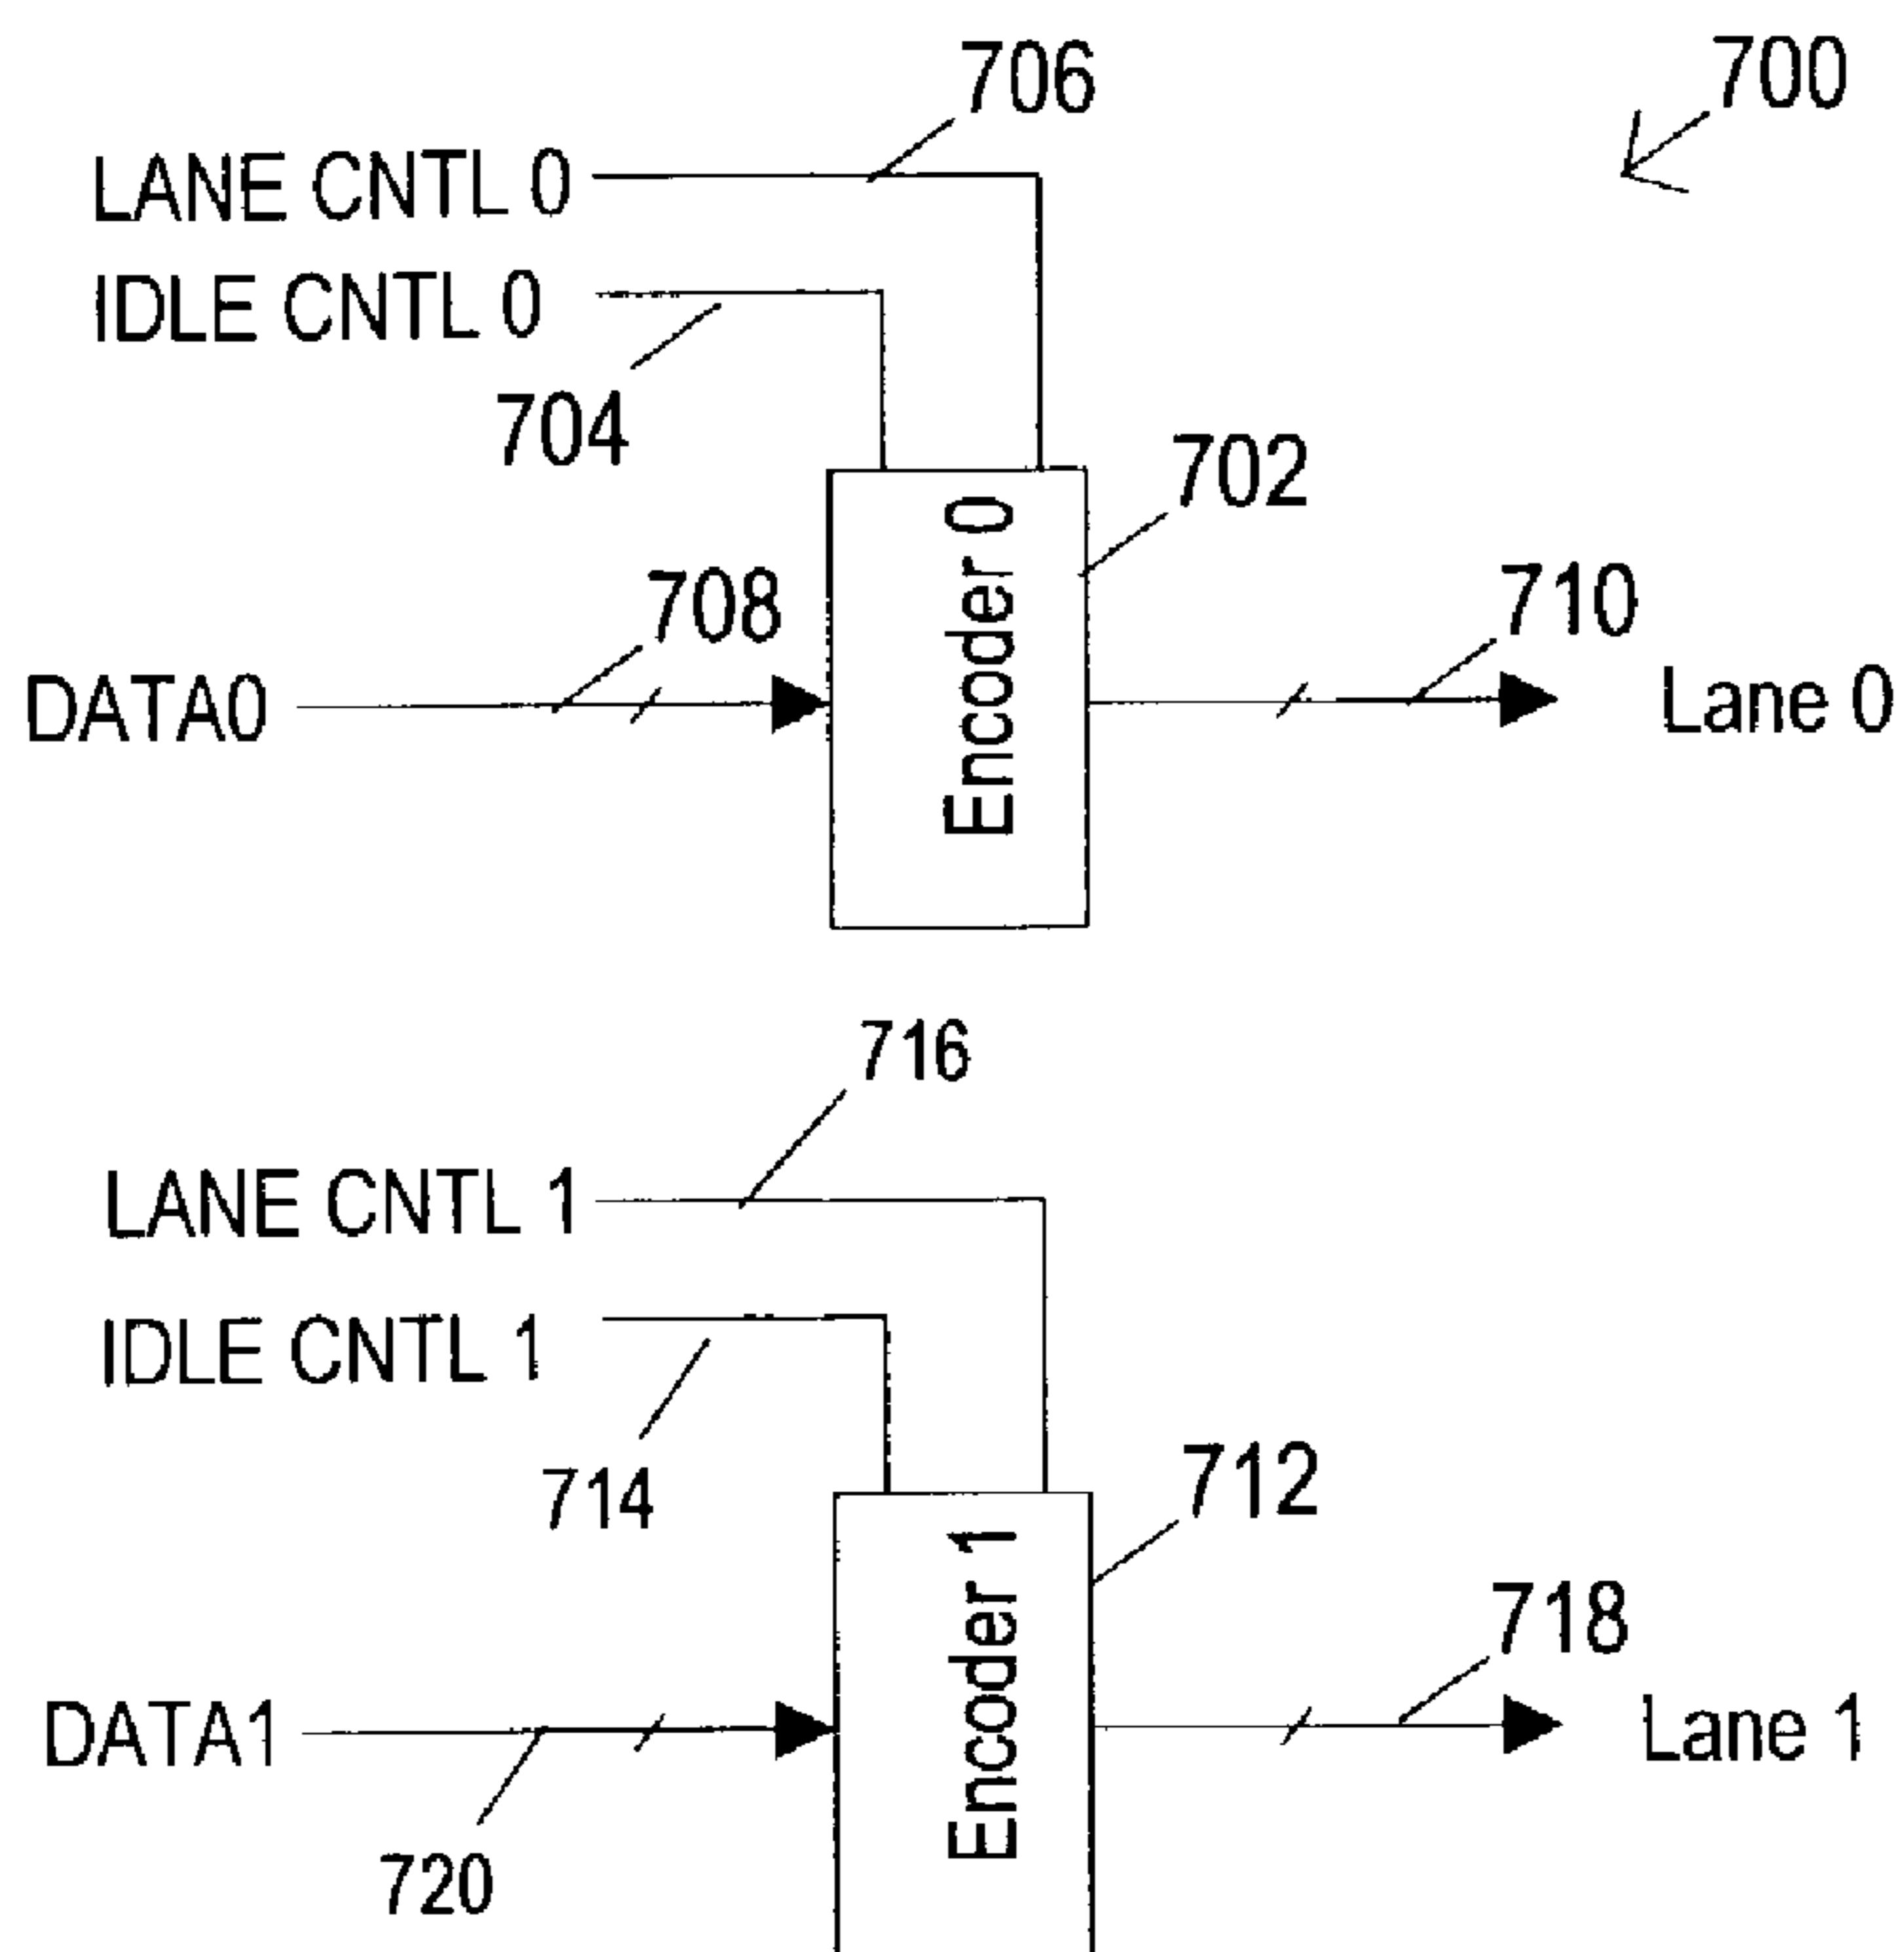 706
700
LANE CNTL 0
IDLE CNTL 0
704
702
Encoder 0
708
710
DATA0
Lane 0
716
LANE CNTL 1
IDLE CNTL 1
714
712
Encoder 1
718
DATA1
Lane 1
720